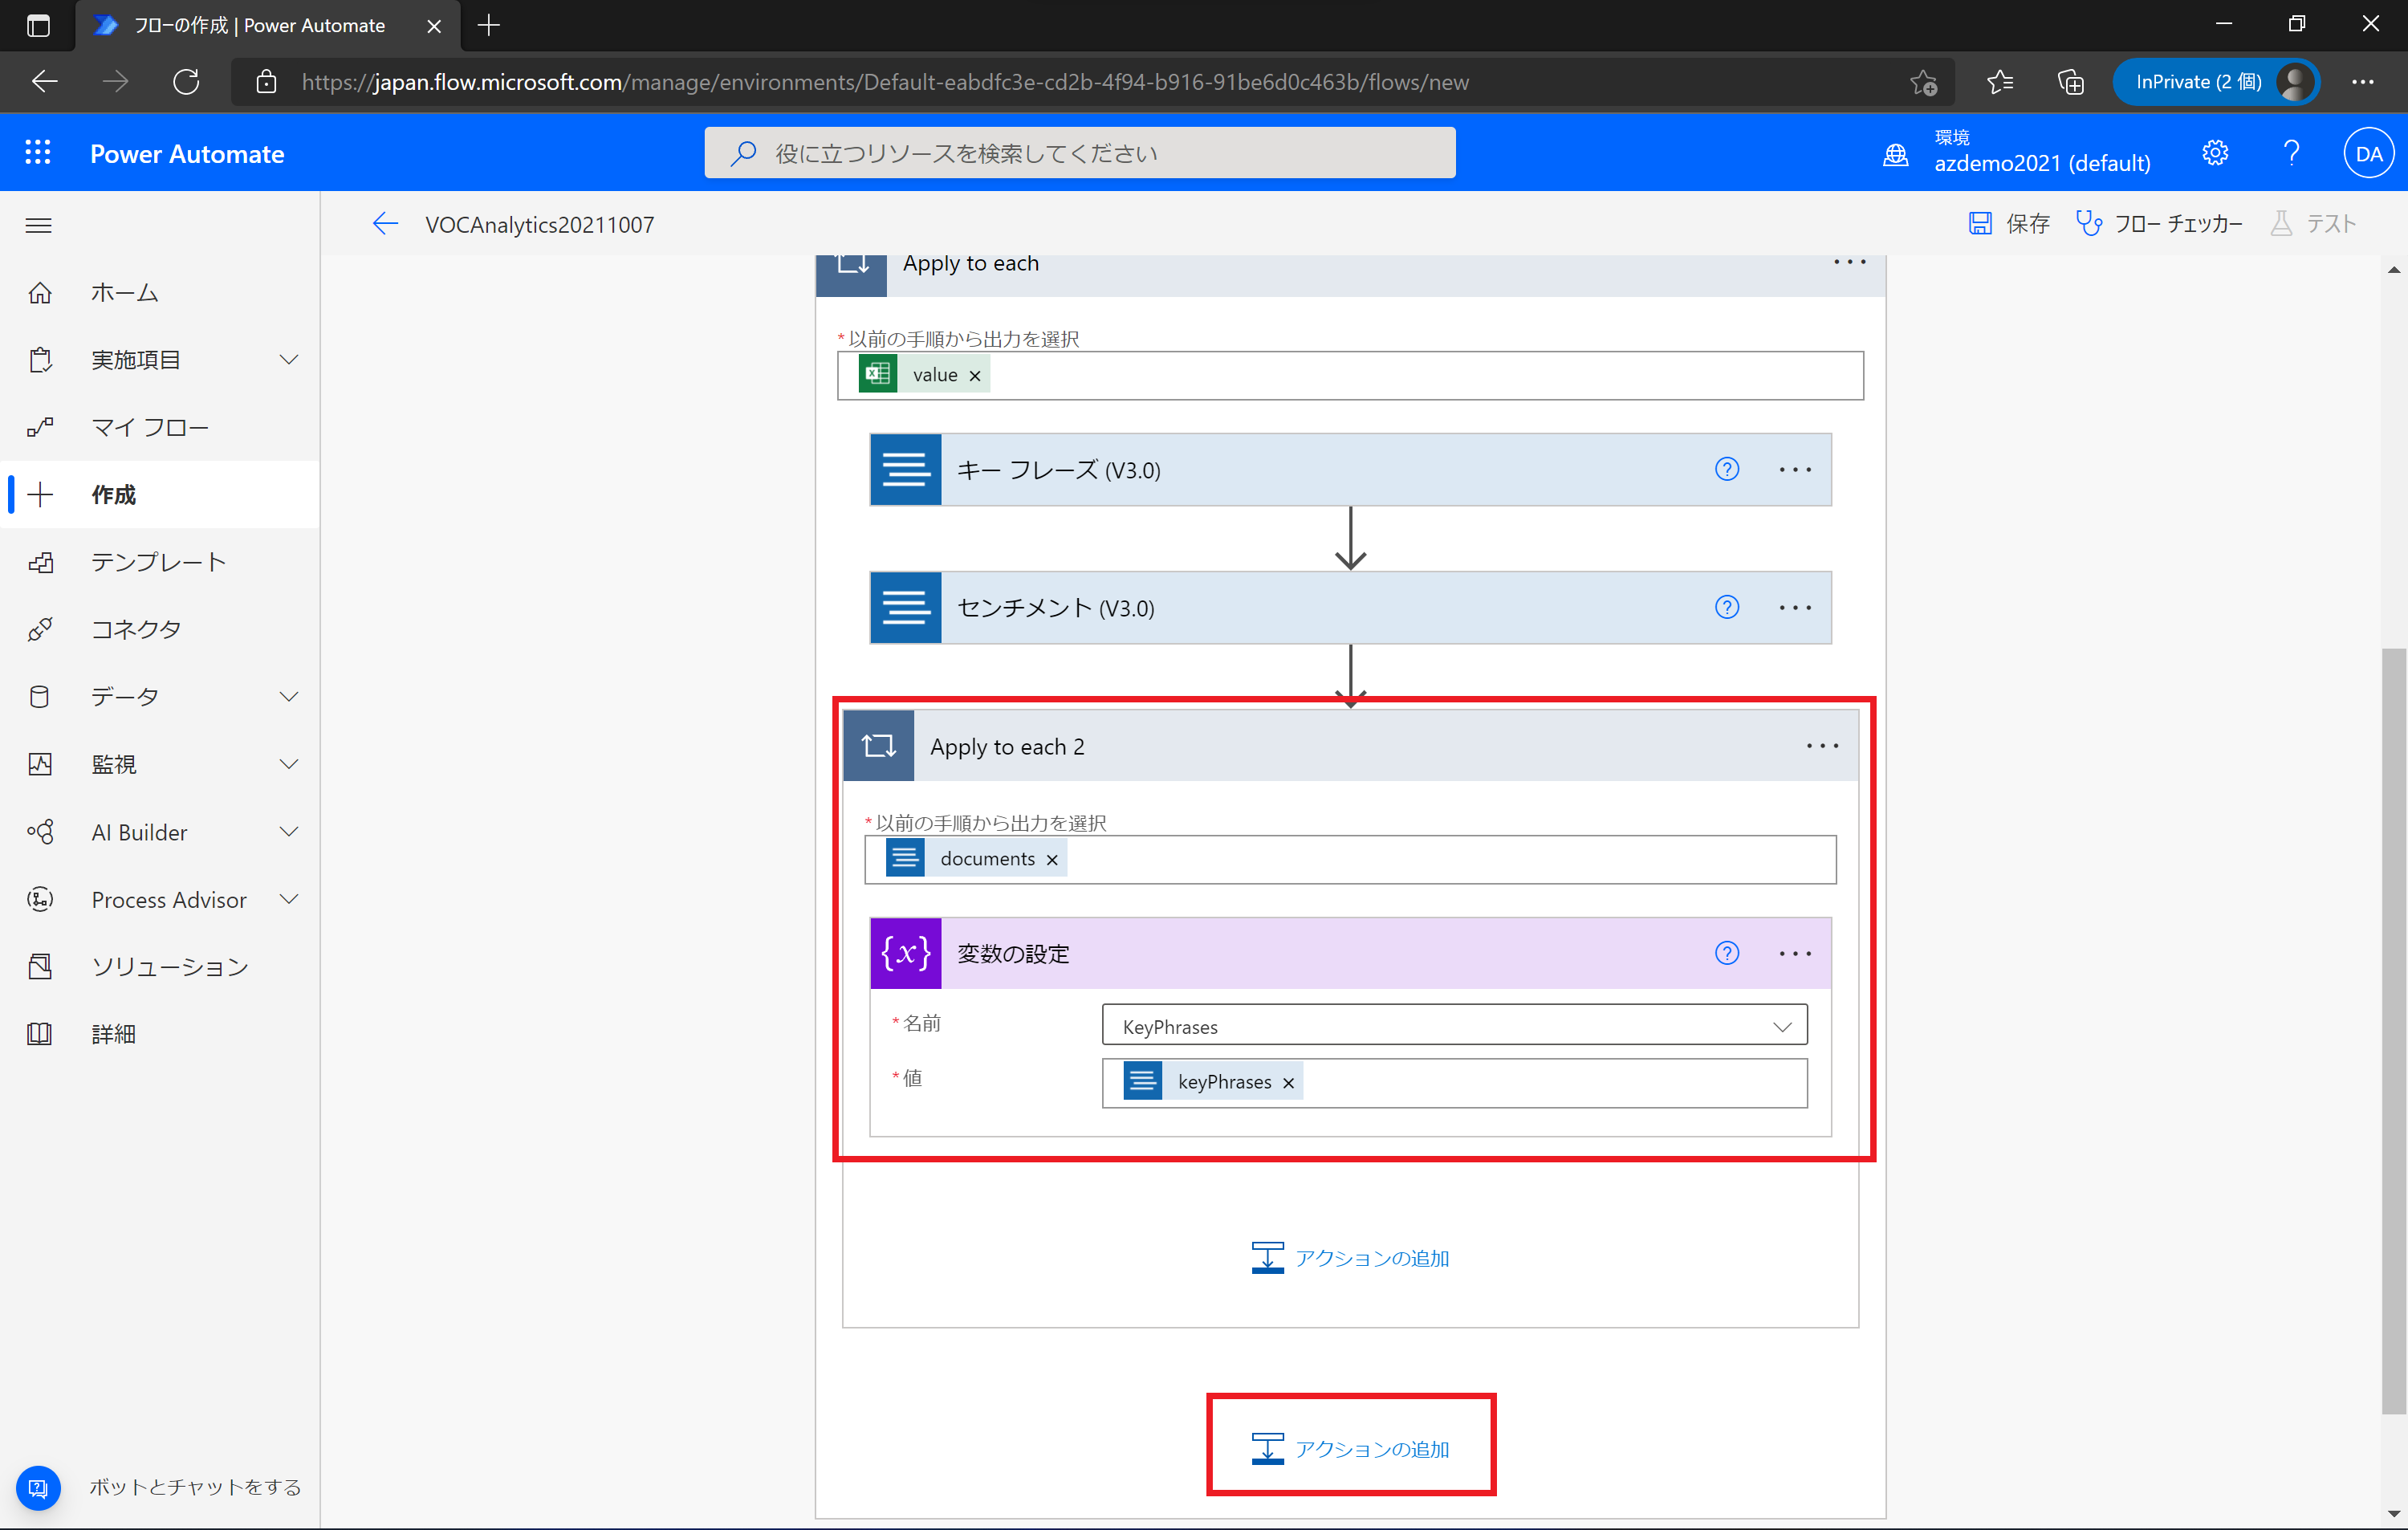 フローの作成 | Power Automate
https://japan.flow.microsoft.com/manage/environments/Default-eabdfc3e-cd2b-4f94-b916-91be6d0c463b/flows/new
InPrivate (2 個)
Power Automate
役に立つリソースを検索してください
環境
azdemo2021 (default)
?
DA
VOCAnalytics20211007
保存
フロー チェッカー
テスト
ホーム
実施項目
マイ フロー
作成
テンプレート
コネクタ
データ
監視
AI Builder
Process Advisor
ソリューション
詳細
ボットとチャットをする
Apply to each
* 以前の手順から出力を選択
value ×
キー フレーズ (V3.0)
センチメント (V3.0)
Apply to each 2
* 以前の手順から出力を選択
documents ×
{x} 変数の設定
* 名前
KeyPhrases
* 値
keyPhrases ×
アクションの追加
アクションの追加